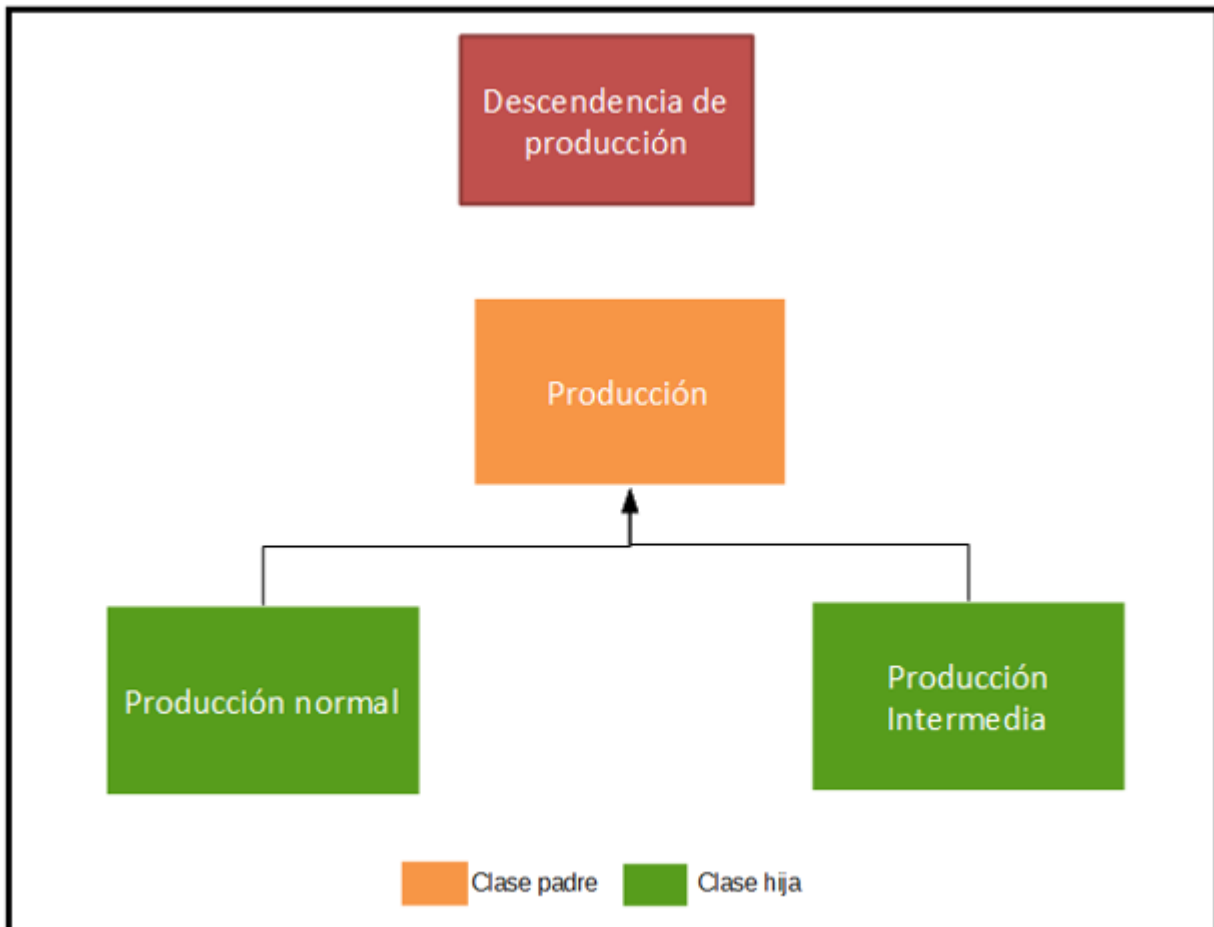 Descendencia de
producción
Producción
Producción normal
Producción
Intermedia
Clase padre
Clase hija